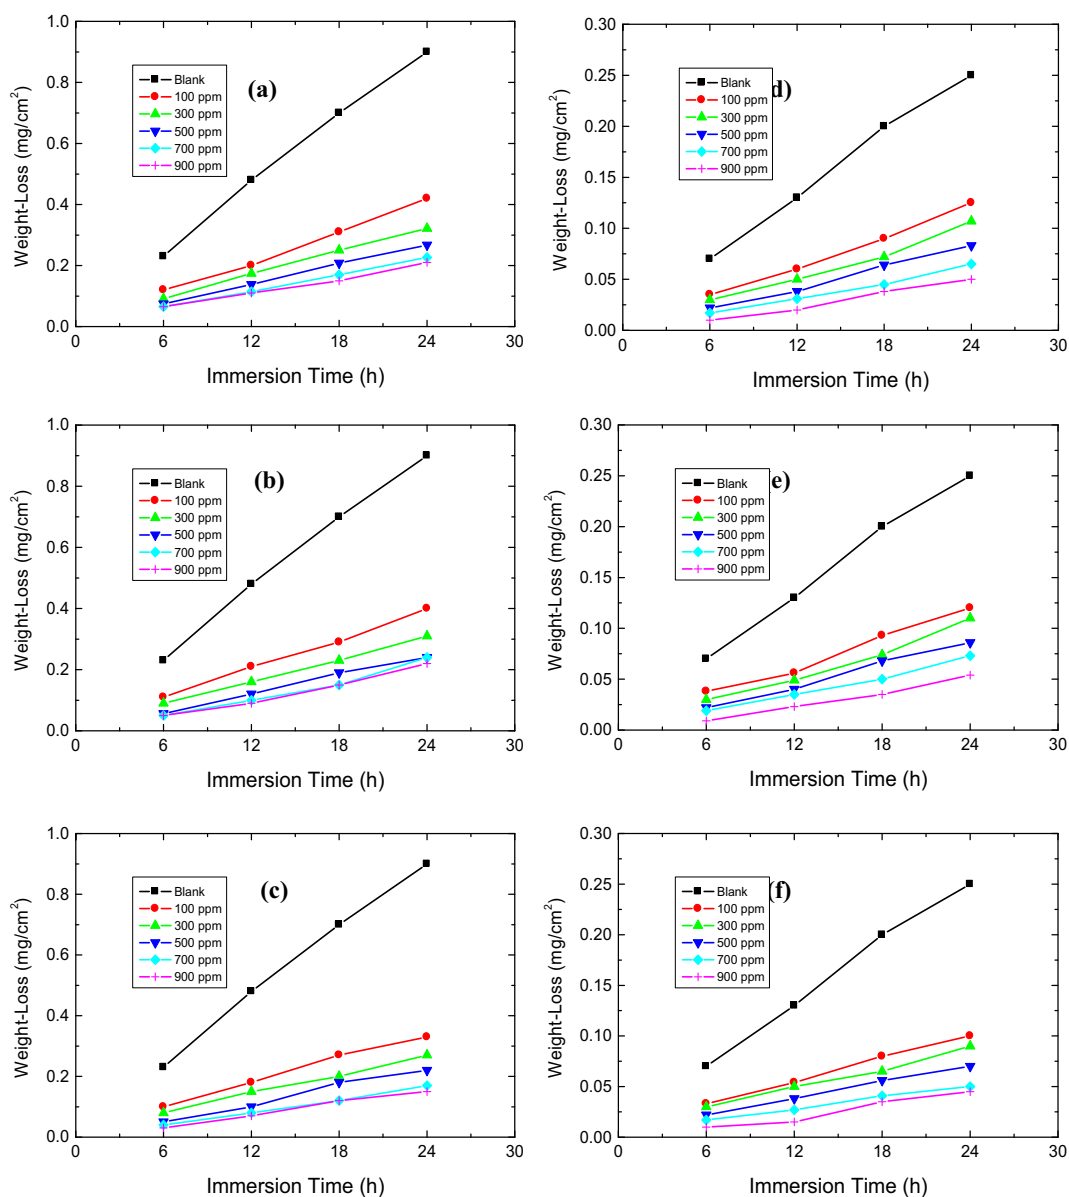 1.0
0.8
0.6
0.4
0.2
0.0
Weight-Loss (mg/cm²)
Blank
100 ppm
300 ppm
500 ppm
700 ppm
900 ppm
(a)
0 6 12 18 24 30
Immersion Time (h)
0.30
0.25
0.20
0.15
0.10
0.05
0.00
Weight-Loss (mg/cm²)
Blank
100 ppm
300 ppm
500 ppm
700 ppm
900 ppm
d)
0 6 12 18 24 30
Immersion Time (h)
1.0
0.8
0.6
0.4
0.2
0.0
Weight-Loss (mg/cm²)
Blank
100 ppm
300 ppm
500 ppm
700 ppm
900 ppm
(b)
0 6 12 18 24 30
Immersion Time (h)
0.30
0.25
0.20
0.15
0.10
0.05
0.00
Weight-Loss (mg/cm²)
Blank
100 ppm
300 ppm
500 ppm
700 ppm
900 ppm
e)
0 6 12 18 24 30
Immersion Time (h)
1.0
0.8
0.6
0.4
0.2
0.0
Weight-Loss (mg/cm²)
Blank
100 ppm
300 ppm
500 ppm
700 ppm
900 ppm
(c)
0 6 12 18 24 30
Immersion Time (h)
0.30
0.25
0.20
0.15
0.10
0.05
0.00
Weight-Loss (mg/cm²)
Blank
100 ppm
300 ppm
500 ppm
700 ppm
900 ppm
(f)
0 6 12 18 24 30
Immersion Time (h)